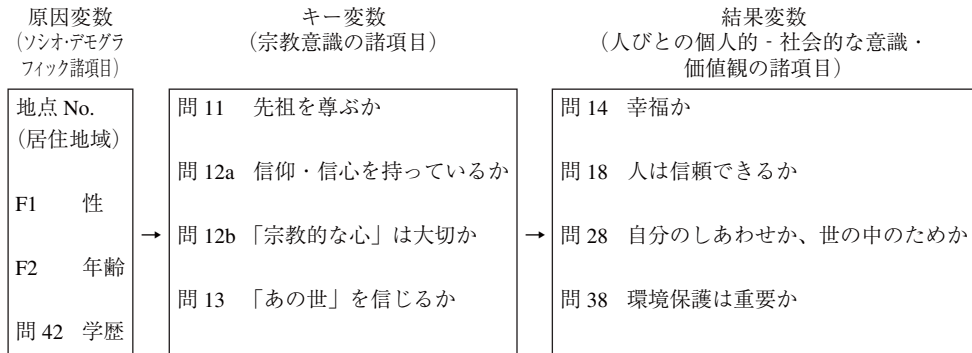 原因変数
(ソシオ・デモグラ
フィック諸項目)
地点 No.
(居住地域)
F1 性
F2 年齢
問 42 学歴
→
キー変数
(宗教意識の諸項目)
問 11 先祖を尊ぶか
問 12a 信仰・信心を持っているか
問 12b 「宗教的な心」は大切か
問 13 「あの世」を信じるか
→
結果変数
(人びとの個人的 - 社会的な意識・
価値観の諸項目)
問 14 幸福か
問 18 人は信頼できるか
問 28 自分のしあわせか、世の中のためか
問 38 環境保護は重要か